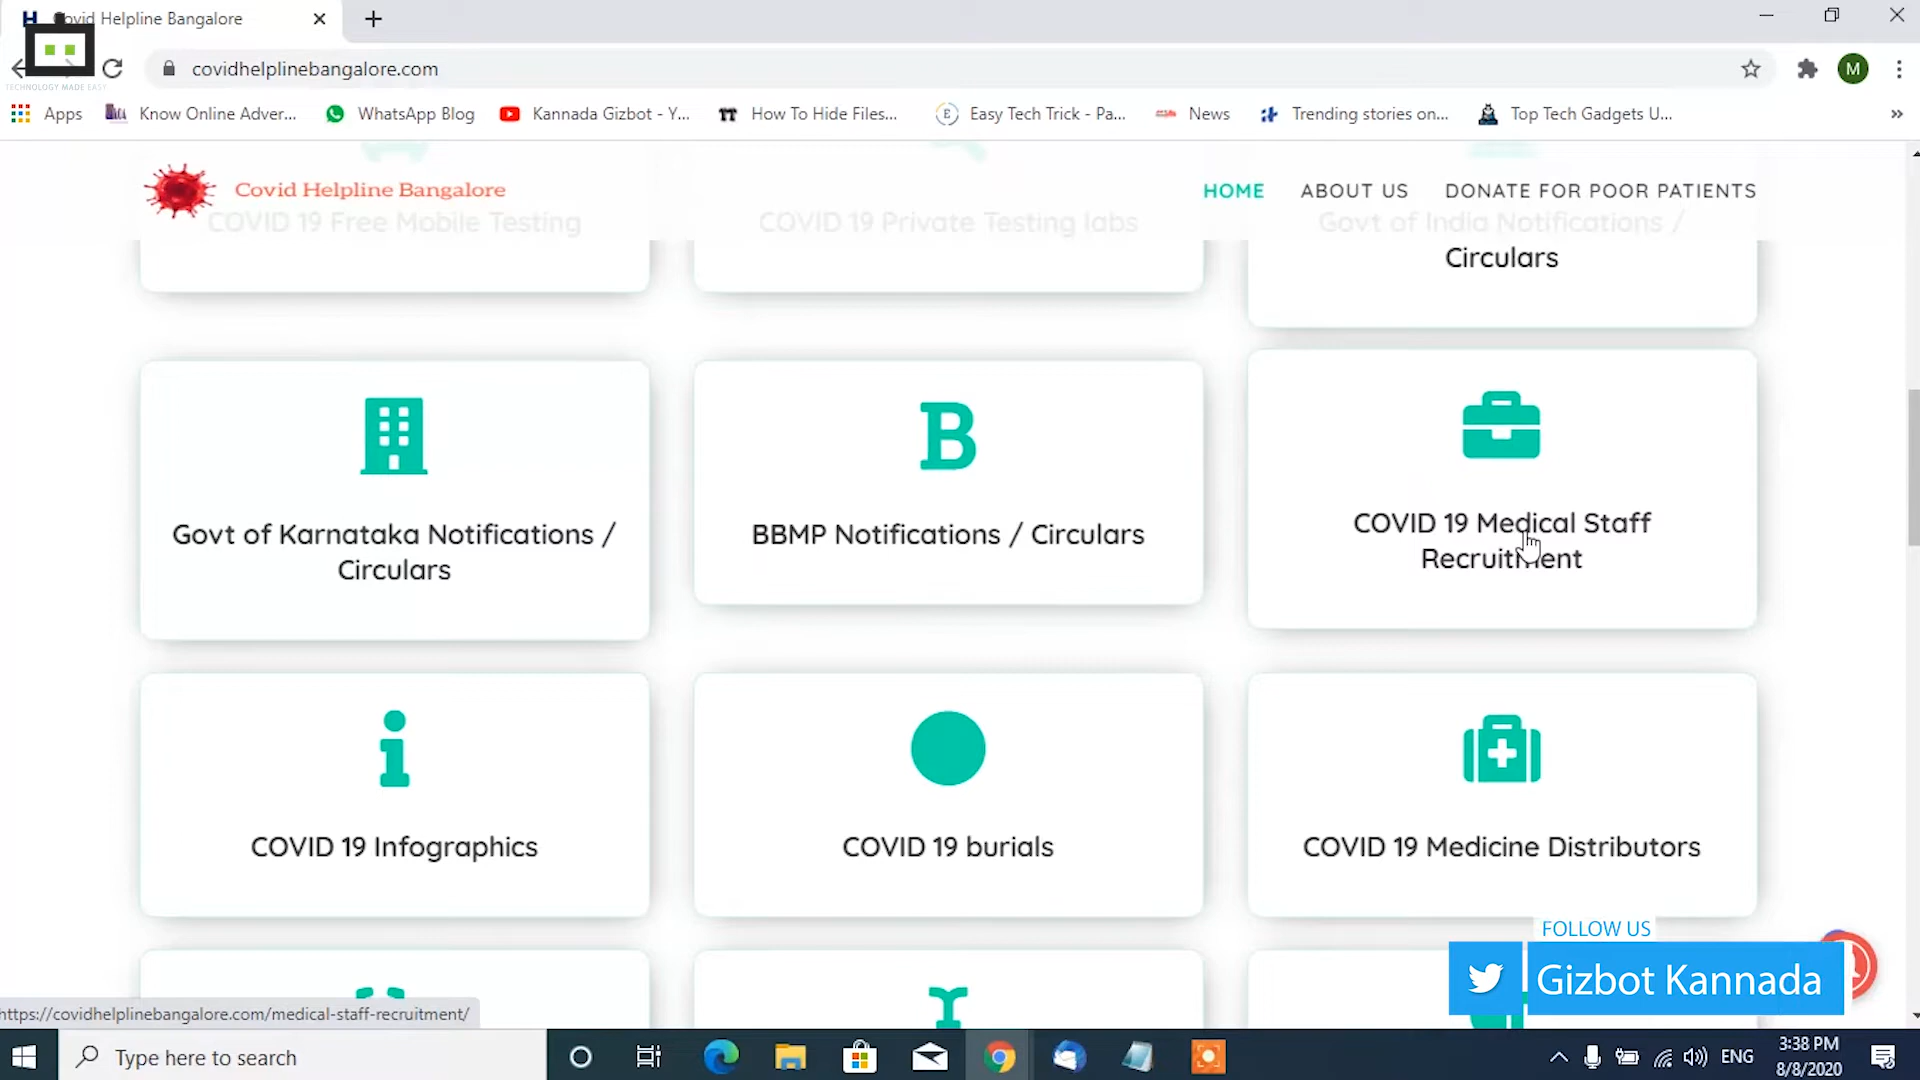 Covid Helpline Bangalore
TECHNOLOGY MADE EASY
covidhelplinebangalore.com
M
Apps
Know Online Adver...
WhatsApp Blog
Kannada Gizbot - Y...
How To Hide Files...
Easy Tech Trick - Pa...
News
Trending stories on...
Top Tech Gadgets U...
»
Covid Helpline Bangalore
HOME
ABOUT US
DONATE FOR POOR PATIENTS
COVID 19 Free Mobile Testing
COVID 19 Private Testing labs
Govt of India Notifications /
Circulars
Govt of Karnataka Notifications /
Circulars
B
BBMP Notifications / Circulars
COVID 19 Medical Staff
Recruitment
COVID 19 Infographics
COVID 19 burials
COVID 19 Medicine Distributors
FOLLOW US
Gizbot Kannada
https://covidhelplinebangalore.com/medical-staff-recruitment/
Type here to search
ENG
3:38 PM
8/8/2020